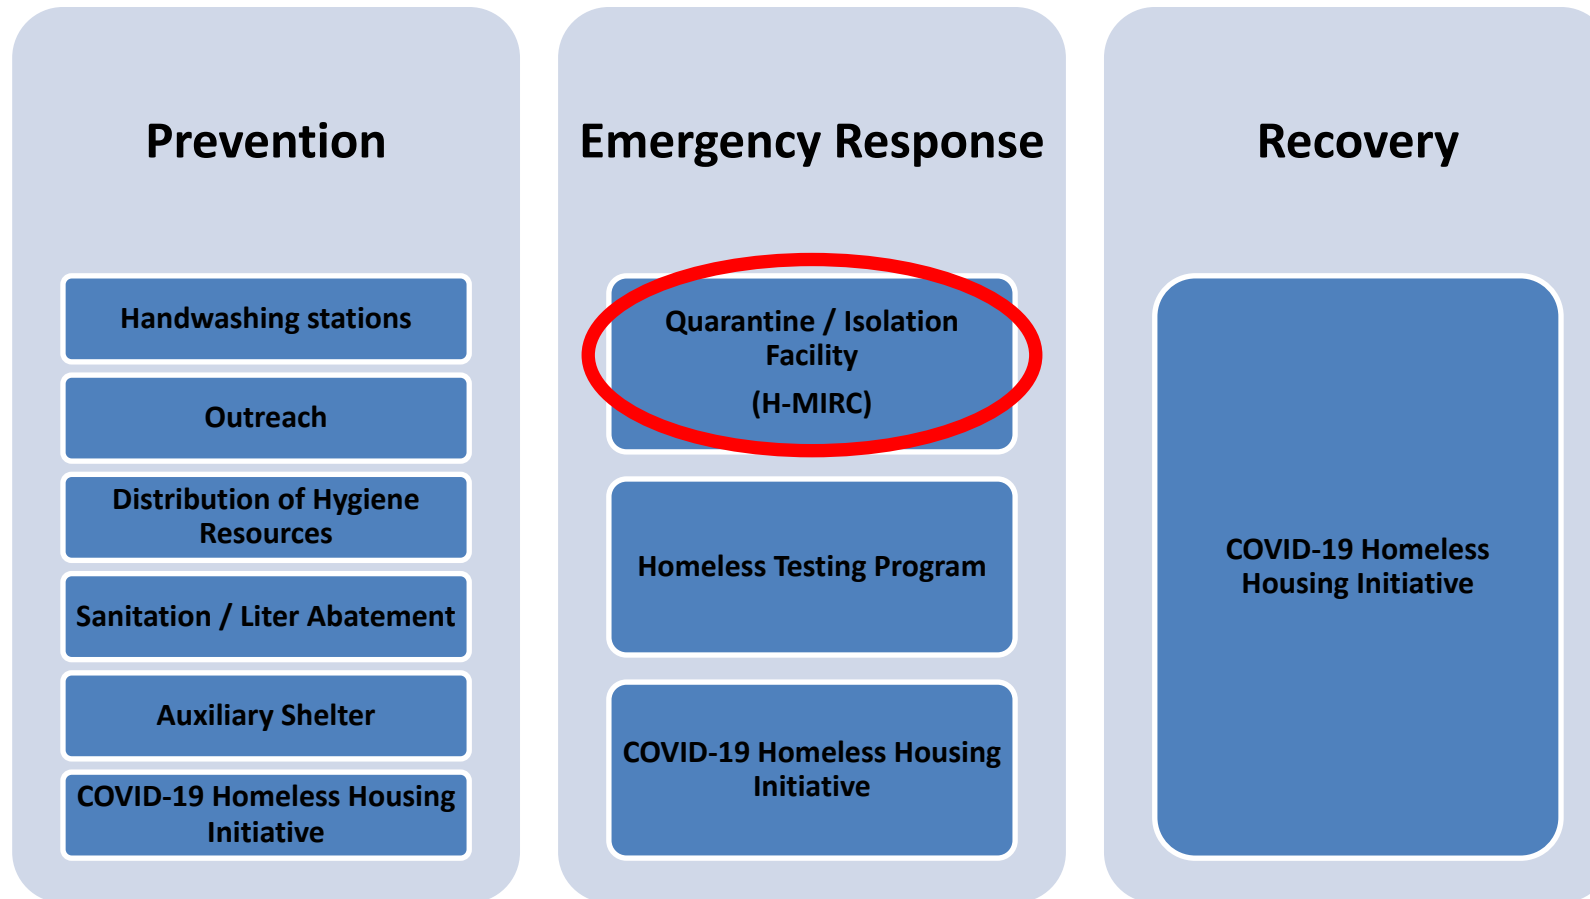 Prevention
Handwashing stations
Outreach
Distribution of Hygiene
Resources
Sanitation / Liter Abatement
Auxiliary Shelter
COVID-19 Homeless Housing
Initiative
Emergency Response
Quarantine / Isolation
Facility
(H-MIRC)
Homeless Testing Program
COVID-19 Homeless Housing
Initiative
Recovery
COVID-19 Homeless
Housing Initiative